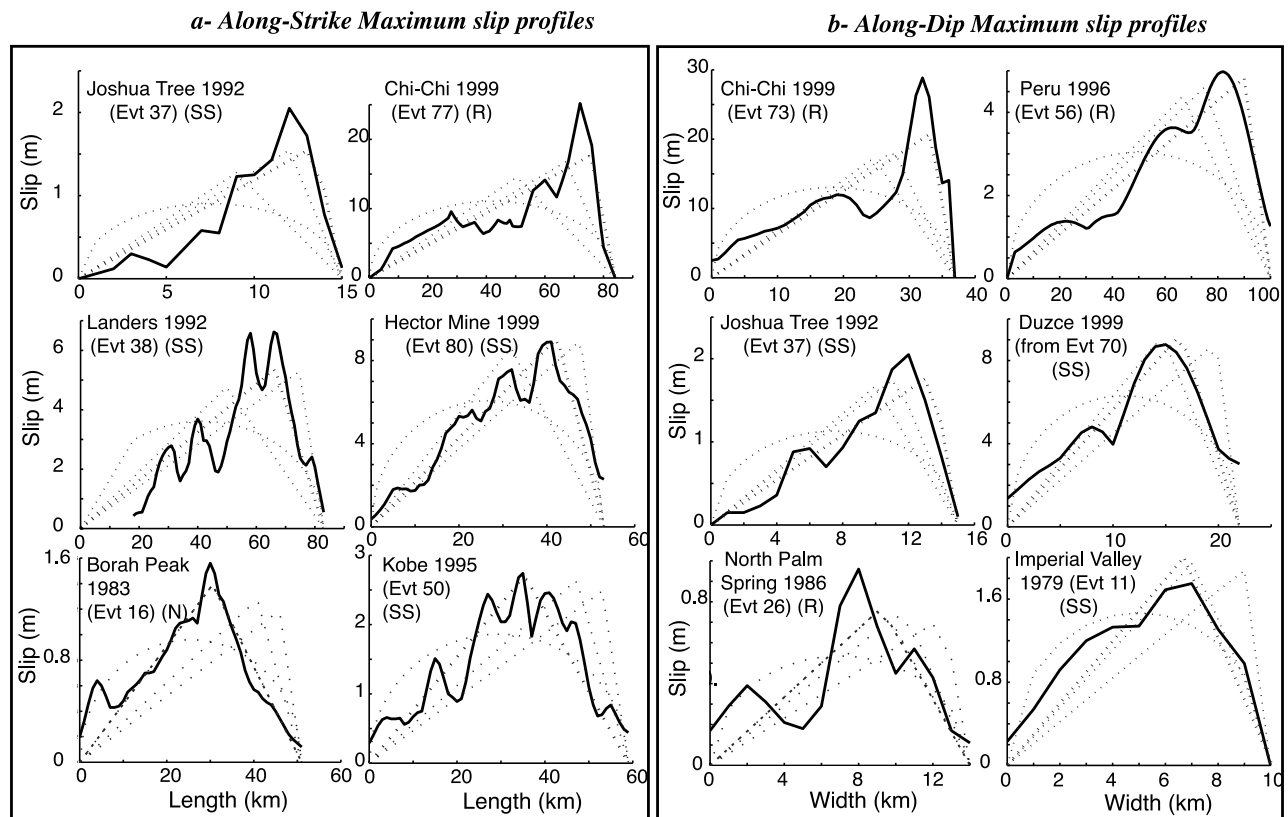 a- Along-Strike Maximum slip profiles
b- Along-Dip Maximum slip profiles
Joshua Tree 1992
(Evt 37) (SS)
Slip (m)
2
1
0
0 5 10 15
Chi-Chi 1999
(Evt 77) (R)
20
10
0
0 20 40 60 80
Landers 1992
(Evt 38) (SS)
Slip (m)
6
4
2
0
0 20 40 60 80
Hector Mine 1999
(Evt 80) (SS)
8
4
0
0 20 40 60
Borah Peak
1983
(Evt 16) (N)
Slip (m)
1.6
0.8
0
0 20 40 60
Length (km)
Kobe 1995
(Evt 50)
(SS)
3
2
1
0
0 20 40 60
Length (km)
Chi-Chi 1999
(Evt 73) (R)
Slip (m)
30
20
10
0
0 10 20 30 40
Peru 1996
(Evt 56) (R)
4
2
0
0 20 40 60 80 100
Joshua Tree 1992
(Evt 37) (SS)
Slip (m)
2
1
0
0 4 8 12 16
Duzce 1999
(from Evt 70)
(SS)
8
4
0
0 10 20
North Palm
Spring 1986
(Evt 26) (R)
Slip (m)
0.8
0
0 4 8 12
Width (km)
Imperial Valley
1979 (Evt 11)
(SS)
1.6
0.8
0
0 2 4 6 8 10
Width (km)